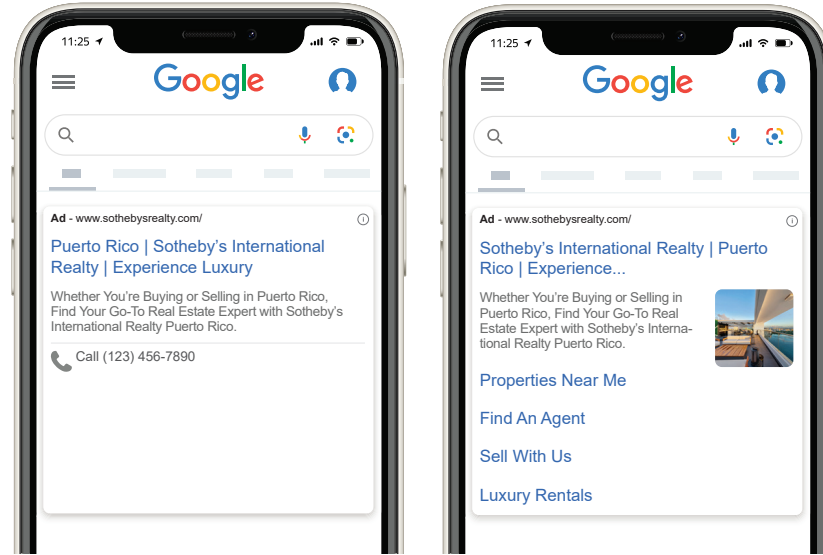 11:25
Google
Ad - www.sothebysrealty.com/
Puerto Rico | Sotheby's International
Realty | Experience Luxury
Whether You're Buying or Selling in Puerto Rico,
Find Your Go-To Real Estate Expert with Sotheby's
International Realty Puerto Rico.
Call (123) 456-7890
11:25
Google
Ad - www.sothebysrealty.com/
Sotheby's International Realty | Puerto
Rico | Experience...
Whether You're Buying or Selling in
Puerto Rico, Find Your Go-To Real
Estate Expert with Sotheby's Interna-
tional Realty Puerto Rico.
Properties Near Me
Find An Agent
Sell With Us
Luxury Rentals